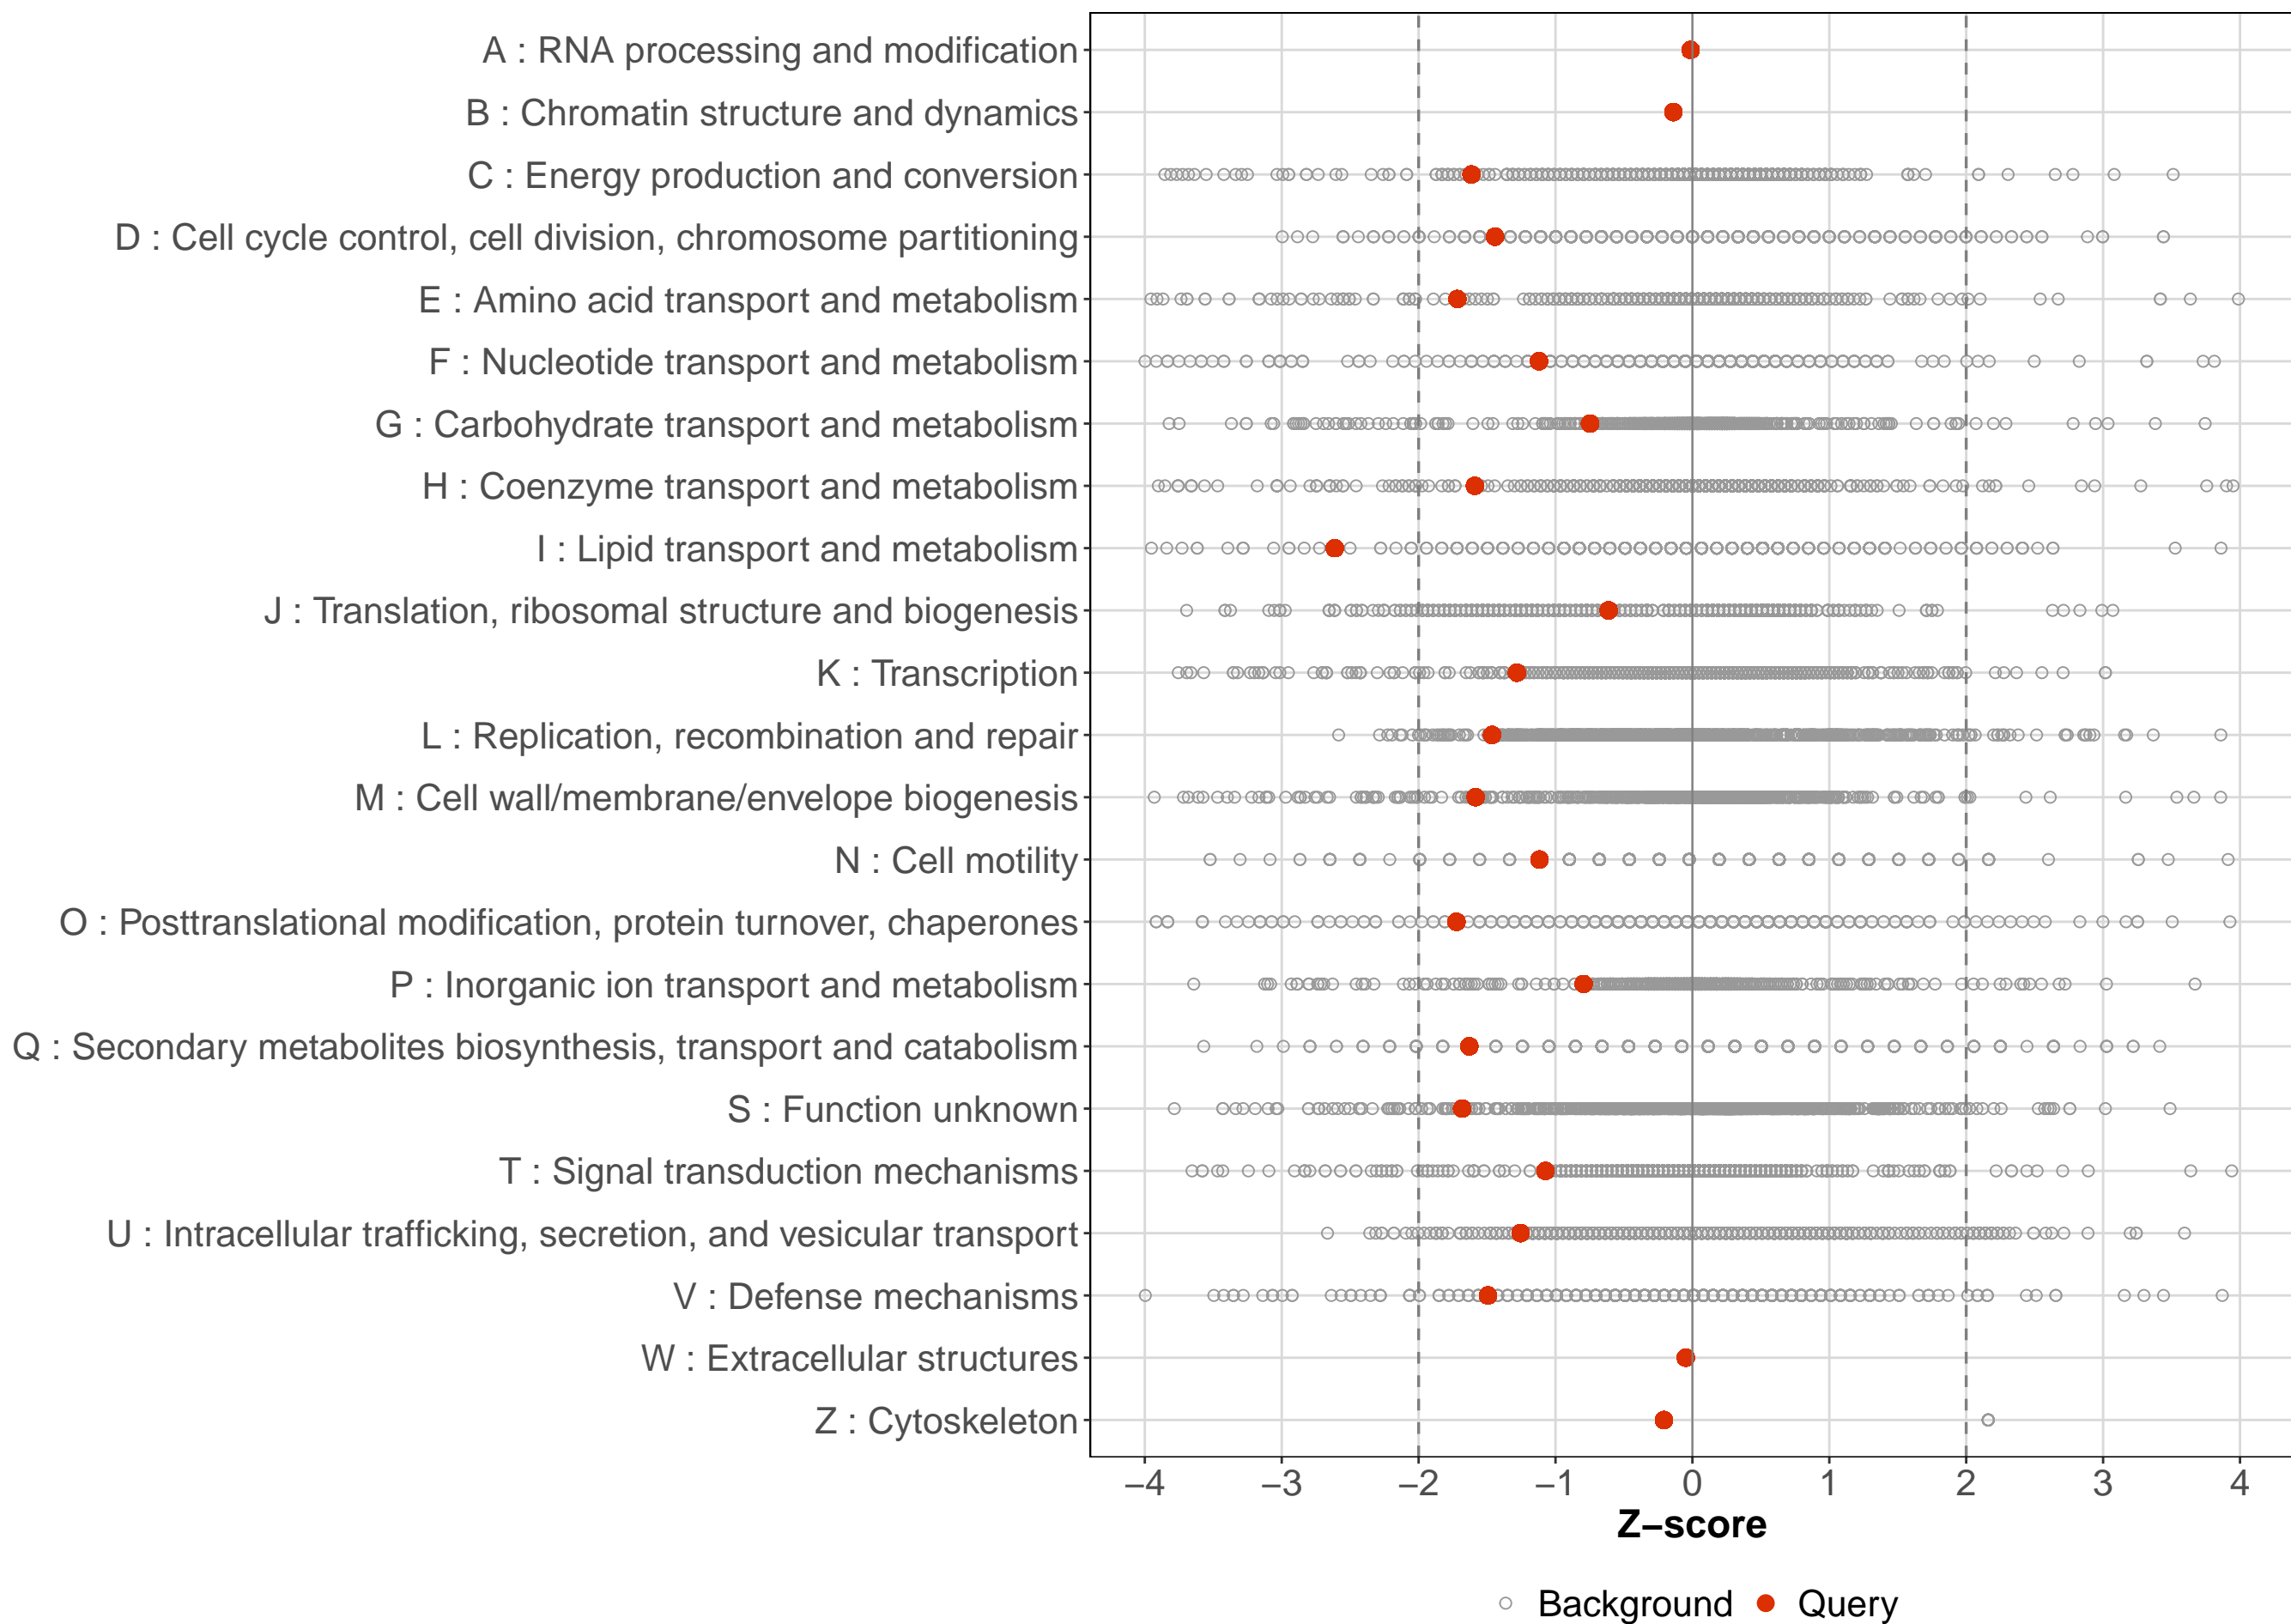 A : RNA processing and modification
B : Chromatin structure and dynamics
C : Energy production and conversion
D : Cell cycle control, cell division, chromosome partitioning
E : Amino acid transport and metabolism
F : Nucleotide transport and metabolism
G : Carbohydrate transport and metabolism
H : Coenzyme transport and metabolism
I : Lipid transport and metabolism
J : Translation, ribosomal structure and biogenesis
K : Transcription
L : Replication, recombination and repair
M : Cell wall/membrane/envelope biogenesis
N : Cell motility
O : Posttranslational modification, protein turnover, chaperones
P : Inorganic ion transport and metabolism
Q : Secondary metabolites biosynthesis, transport and catabolism
S : Function unknown
T : Signal transduction mechanisms
U : Intracellular trafficking, secretion, and vesicular transport
V : Defense mechanisms
W : Extracellular structures
Z : Cytoskeleton
−4 −3 −2 −1 0 1 2 3 4
Z−score
Background Query